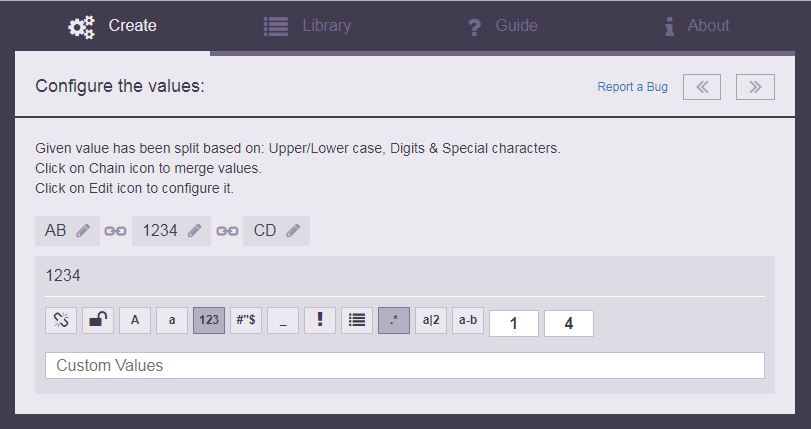 Create Library Guide About
Configure the values: Report a Bug
Given value has been split based on: Upper/Lower case, Digits & Special characters.
Click on Chain icon to merge values.
Click on Edit icon to configure it.
AB 1234 CD
1234
A a 123 #"$ _ ! .* a|2 a-b 1 4
Custom Values